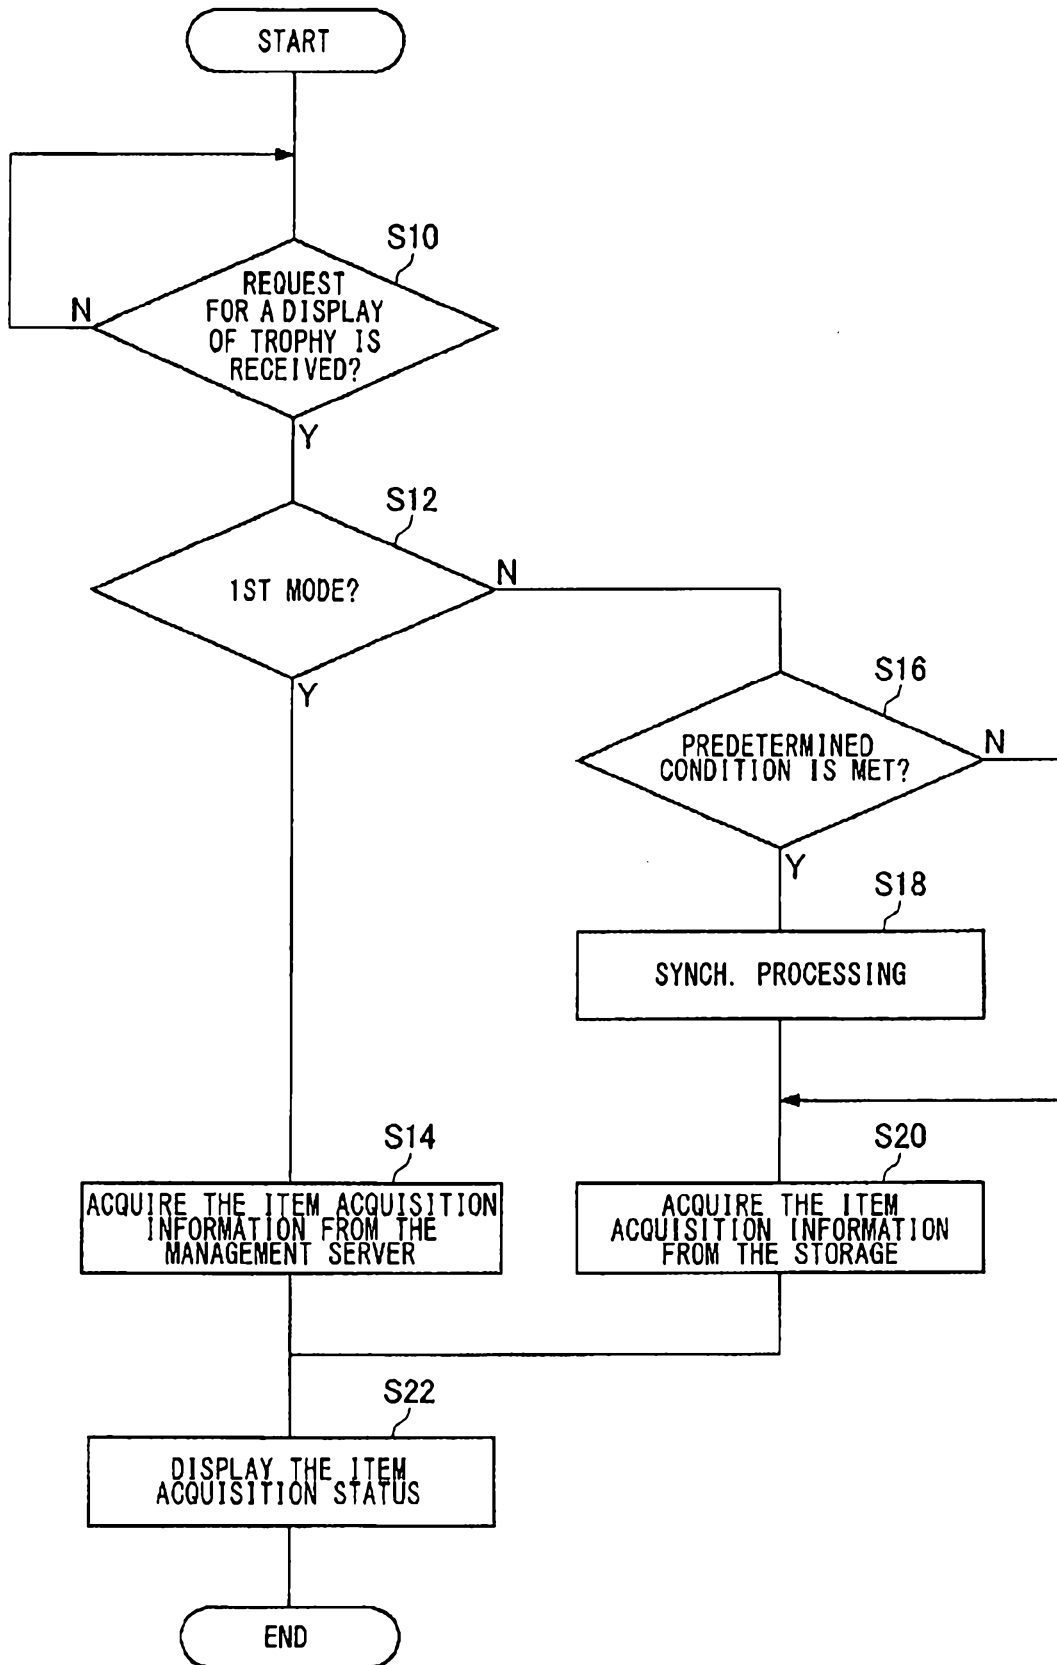 START
S10
REQUEST
FOR A DISPLAY
OF TROPHY IS
RECEIVED?
N
Y
S12
1ST MODE?
N
Y
S16
PREDETERMINED
CONDITION IS MET?
N
Y
S18
SYNCH. PROCESSING
S14
ACQUIRE THE ITEM ACQUISITION
INFORMATION FROM THE
MANAGEMENT SERVER
S20
ACQUIRE THE ITEM
ACQUISITION INFORMATION
FROM THE STORAGE
S22
DISPLAY THE ITEM
ACQUISITION STATUS
END